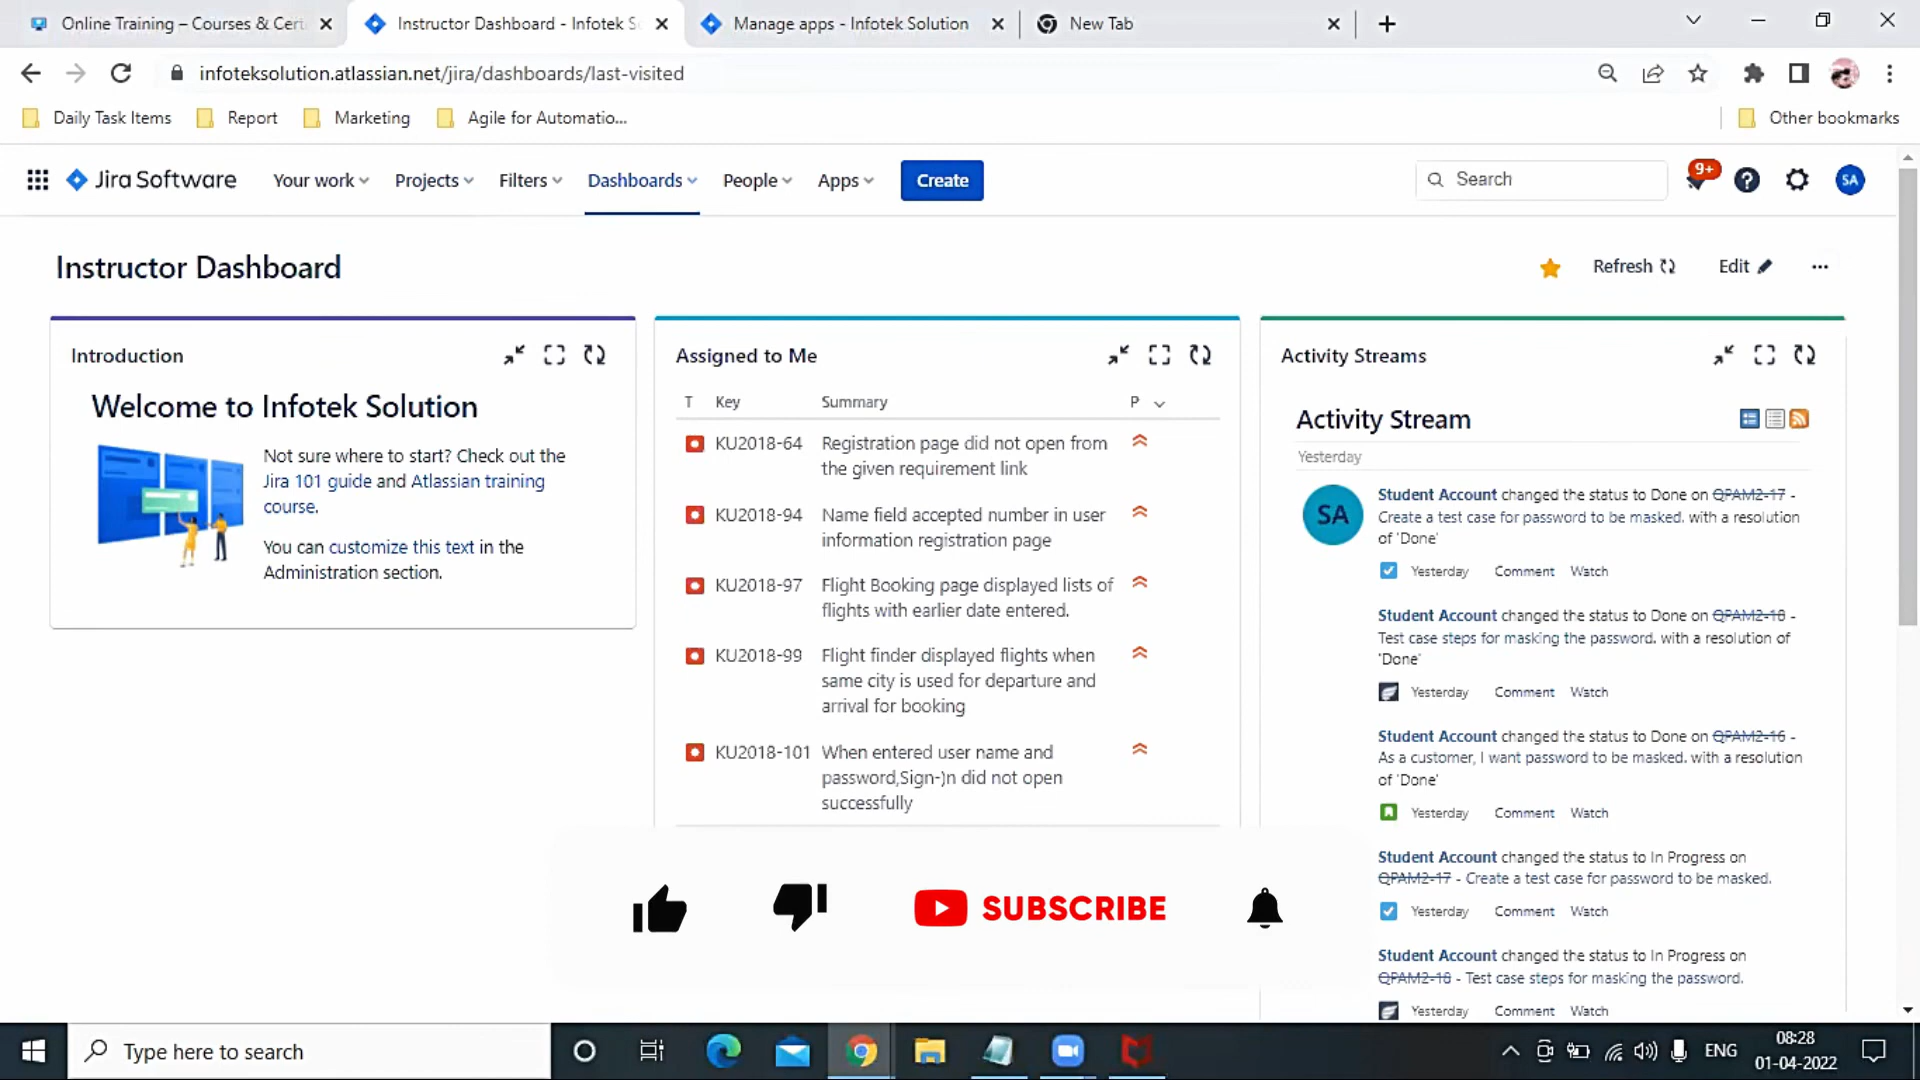 Online Training – Courses & Cert
Instructor Dashboard - Infotek S
Manage apps - Infotek Solution
New Tab
infoteksolution.atlassian.net/jira/dashboards/last-visited
Daily Task Items
Report
Marketing
Agile for Automatio...
Other bookmarks
Jira Software
Your work
Projects
Filters
Dashboards
People
Apps
Create
Search
9+
SA
Instructor Dashboard
Refresh
Edit
Introduction
Welcome to Infotek Solution
Not sure where to start? Check out the
Jira 101 guide and Atlassian training
course.
You can customize this text in the
Administration section.
Assigned to Me
T Key Summary P
KU2018-64 Registration page did not open from
the given requirement link
KU2018-94 Name field accepted number in user
information registration page
KU2018-97 Flight Booking page displayed lists of
flights with earlier date entered.
KU2018-99 Flight finder displayed flights when
same city is used for departure and
arrival for booking
KU2018-101 When entered user name and
password,Sign-)n did not open
successfully
Activity Streams
Activity Stream
Yesterday
SA
Student Account changed the status to Done on QPAM2-17 -
Create a test case for password to be masked. with a resolution
of 'Done'
Yesterday Comment Watch
Student Account changed the status to Done on QPAM2-18 -
Test case steps for masking the password. with a resolution of
'Done'
Yesterday Comment Watch
Student Account changed the status to Done on QPAM2-16 -
As a customer, I want password to be masked. with a resolution
of 'Done'
Yesterday Comment Watch
Student Account changed the status to In Progress on
QPAM2-17 - Create a test case for password to be masked.
Yesterday Comment Watch
Student Account changed the status to In Progress on
QPAM2-18 - Test case steps for masking the password.
Yesterday Comment Watch
SUBSCRIBE
Type here to search
ENG
08:28
01-04-2022